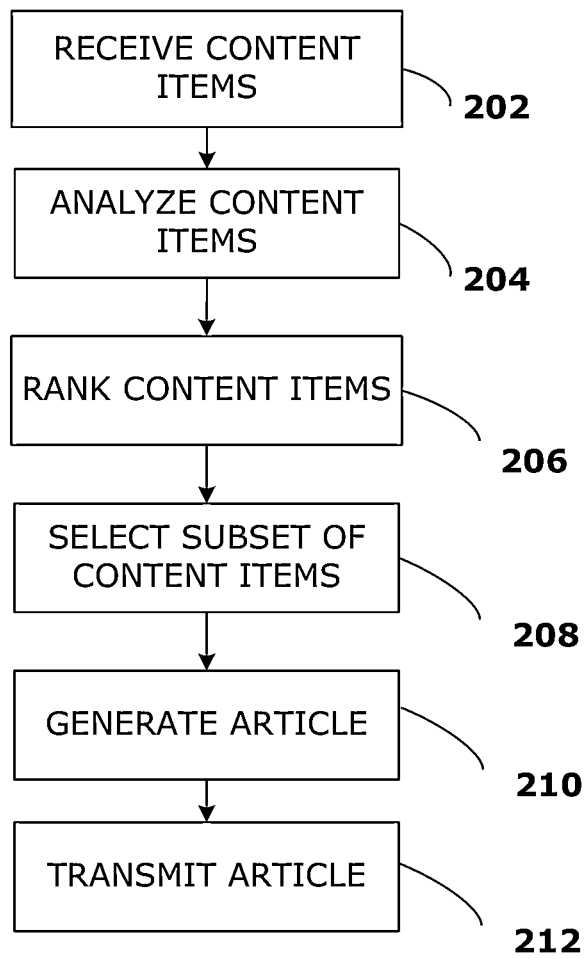 RECEIVE CONTENT
ITEMS
202
ANALYZE CONTENT
ITEMS
204
RANK CONTENT ITEMS
206
SELECT SUBSET OF
CONTENT ITEMS
208
GENERATE ARTICLE
210
TRANSMIT ARTICLE
212